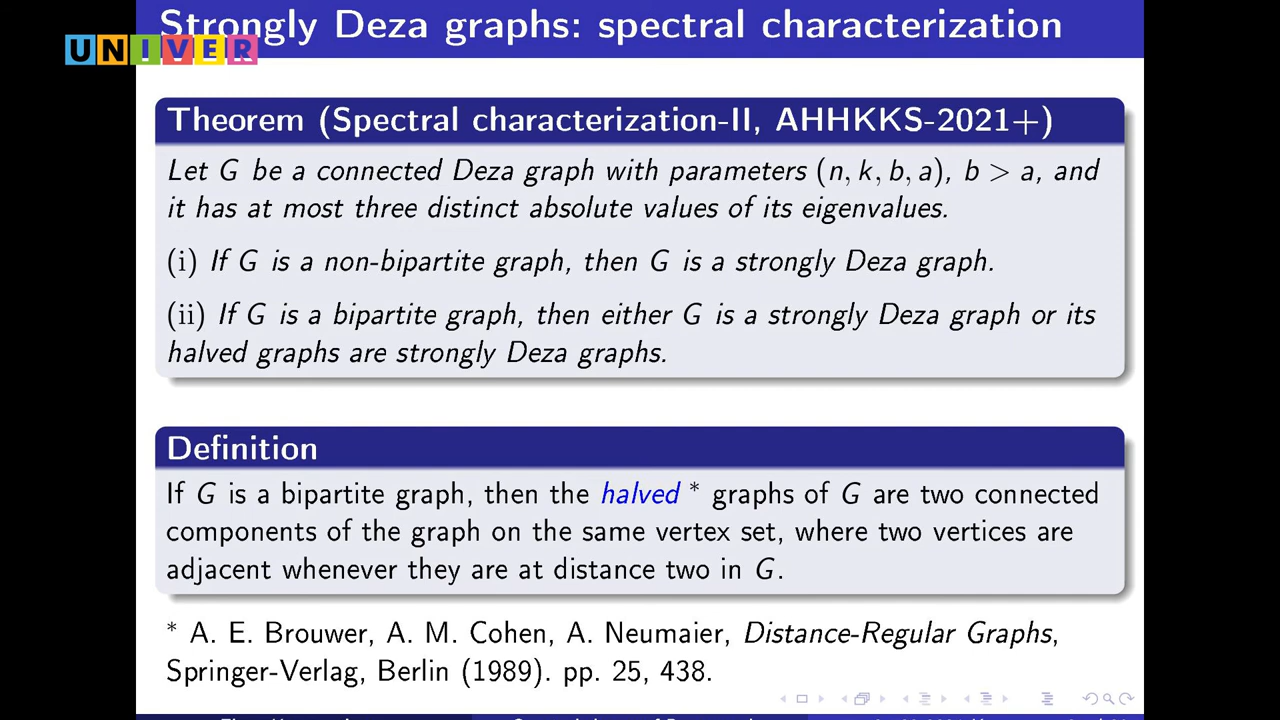 Strongly Deza graphs: spectral characterization
UNIVER
Theorem (Spectral characterization-II, AHHKKS-2021+)
Let G be a connected Deza graph with parameters (n, k, b, a), b > a, and
it has at most three distinct absolute values of its eigenvalues.
(i) If G is a non-bipartite graph, then G is a strongly Deza graph.
(ii) If G is a bipartite graph, then either G is a strongly Deza graph or its
halved graphs are strongly Deza graphs.
Definition
If G is a bipartite graph, then the halved * graphs of G are two connected
components of the graph on the same vertex set, where two vertices are
adjacent whenever they are at distance two in G.
* A. E. Brouwer, A. M. Cohen, A. Neumaier, Distance-Regular Graphs,
Springer-Verlag, Berlin (1989). pp. 25, 438.